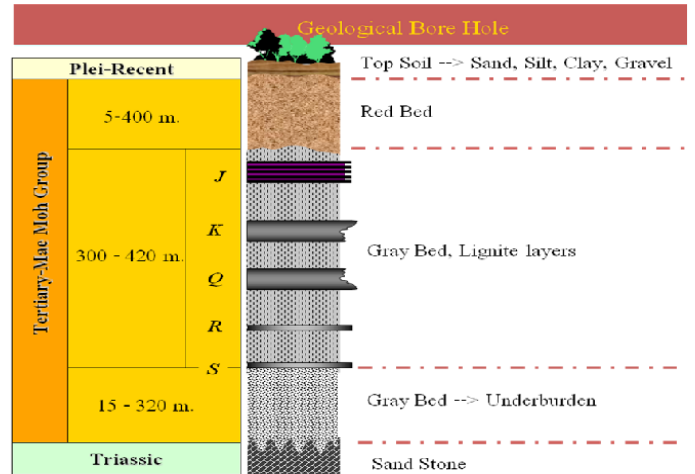 Geological Bore Hole
Top Soil --> Sand, Silt, Clay, Gravel
Plei-Recent
Tertiary-Mae Moh Group
5-400 m.
Red Bed
J
K
300 - 420 m.
Gray Bed, Lignite layers
Q
R
S
15 - 320 m.
Gray Bed --> Underburden
Triassic
Sand Stone